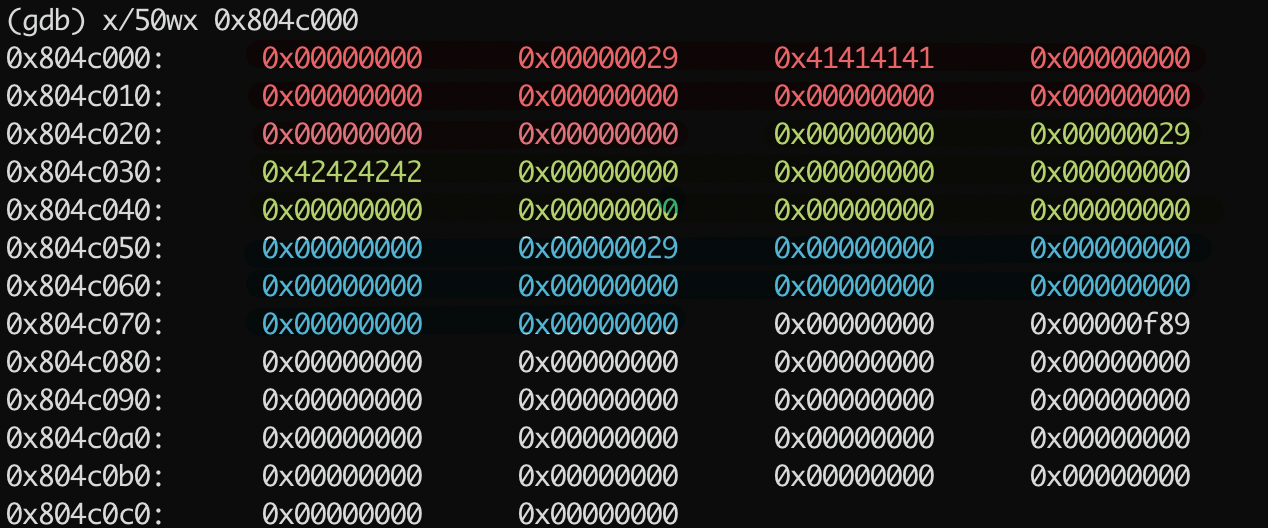 (gdb) x/50wx 0x804c000
0x804c000: 0x00000000 0x00000029 0x41414141 0x00000000
0x804c010: 0x00000000 0x00000000 0x00000000 0x00000000
0x804c020: 0x00000000 0x00000000 0x00000000 0x00000029
0x804c030: 0x42424242 0x00000000 0x00000000 0x00000000
0x804c040: 0x00000000 0x00000000 0x00000000 0x00000000
0x804c050: 0x00000000 0x00000029 0x00000000 0x00000000
0x804c060: 0x00000000 0x00000000 0x00000000 0x00000000
0x804c070: 0x00000000 0x00000000 0x00000000 0x00000f89
0x804c080: 0x00000000 0x00000000 0x00000000 0x00000000
0x804c090: 0x00000000 0x00000000 0x00000000 0x00000000
0x804c0a0: 0x00000000 0x00000000 0x00000000 0x00000000
0x804c0b0: 0x00000000 0x00000000 0x00000000 0x00000000
0x804c0c0: 0x00000000 0x00000000